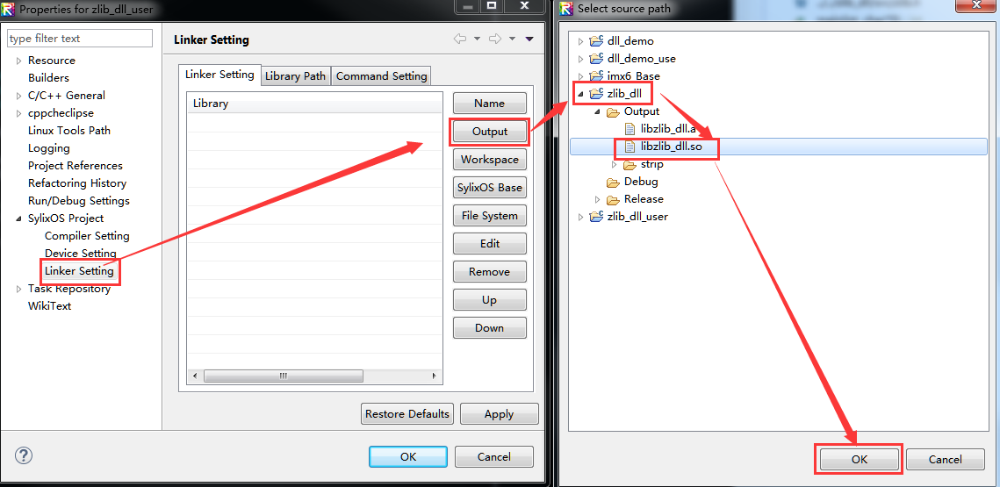 Properties for zlib_dll_user
type filter text
Resource
Builders
C/C++ General
cppcheclipse
Linux Tools Path
Logging
Project References
Refactoring History
Run/Debug Settings
SylixOS Project
Compiler Setting
Device Setting
Linker Setting
Task Repository
WikiText
Linker Setting
Linker Setting
Library Path
Command Setting
Library
Name
Output
Workspace
SylixOS Base
File System
Edit
Remove
Up
Down
Restore Defaults
Apply
OK
Cancel
Select source path
dll_demo
dll_demo_use
imx6_Base
zlib_dll
Output
libzlib_dll.a
libzlib_dll.so
strip
Debug
Release
zlib_dll_user
OK
Cancel